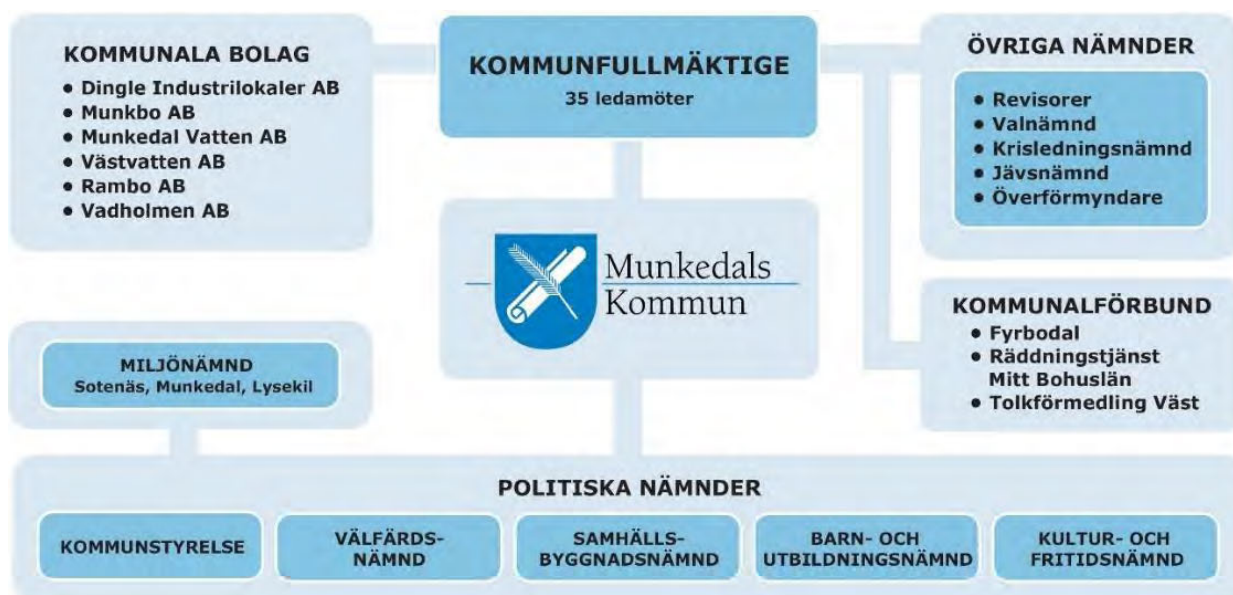 KOMMUNALA BOLAG
• Dingle Industrilokaler AB
• Munkbo AB
• Munkedal Vatten AB
• Västvatten AB
• Rambo AB
• Vadholmen AB
KOMMUNFULLMÄKTIGE
35 ledamöter
ÖVRIGA NÄMNDER
• Revisorer
• Valnämnd
• Krisledningsnämnd
• Jävsnämnd
• Överförmyndare
Munkedals
Kommun
KOMMUNALFÖRBUND
• Fyrbodal
• Räddningstjänst
Mitt Bohuslän
• Tolkförmedling Väst
MILJÖNÄMND
Sotenäs, Munkedal, Lysekil
POLITISKA NÄMNDER
KOMMUNSTYRELSE
VÄLFÄRDS-
NÄMND
SAMHÄLLS-
BYGGNADSNÄMND
BARN- OCH
UTBILDNINGSNÄMND
KULTUR- OCH
FRITIDSNÄMND